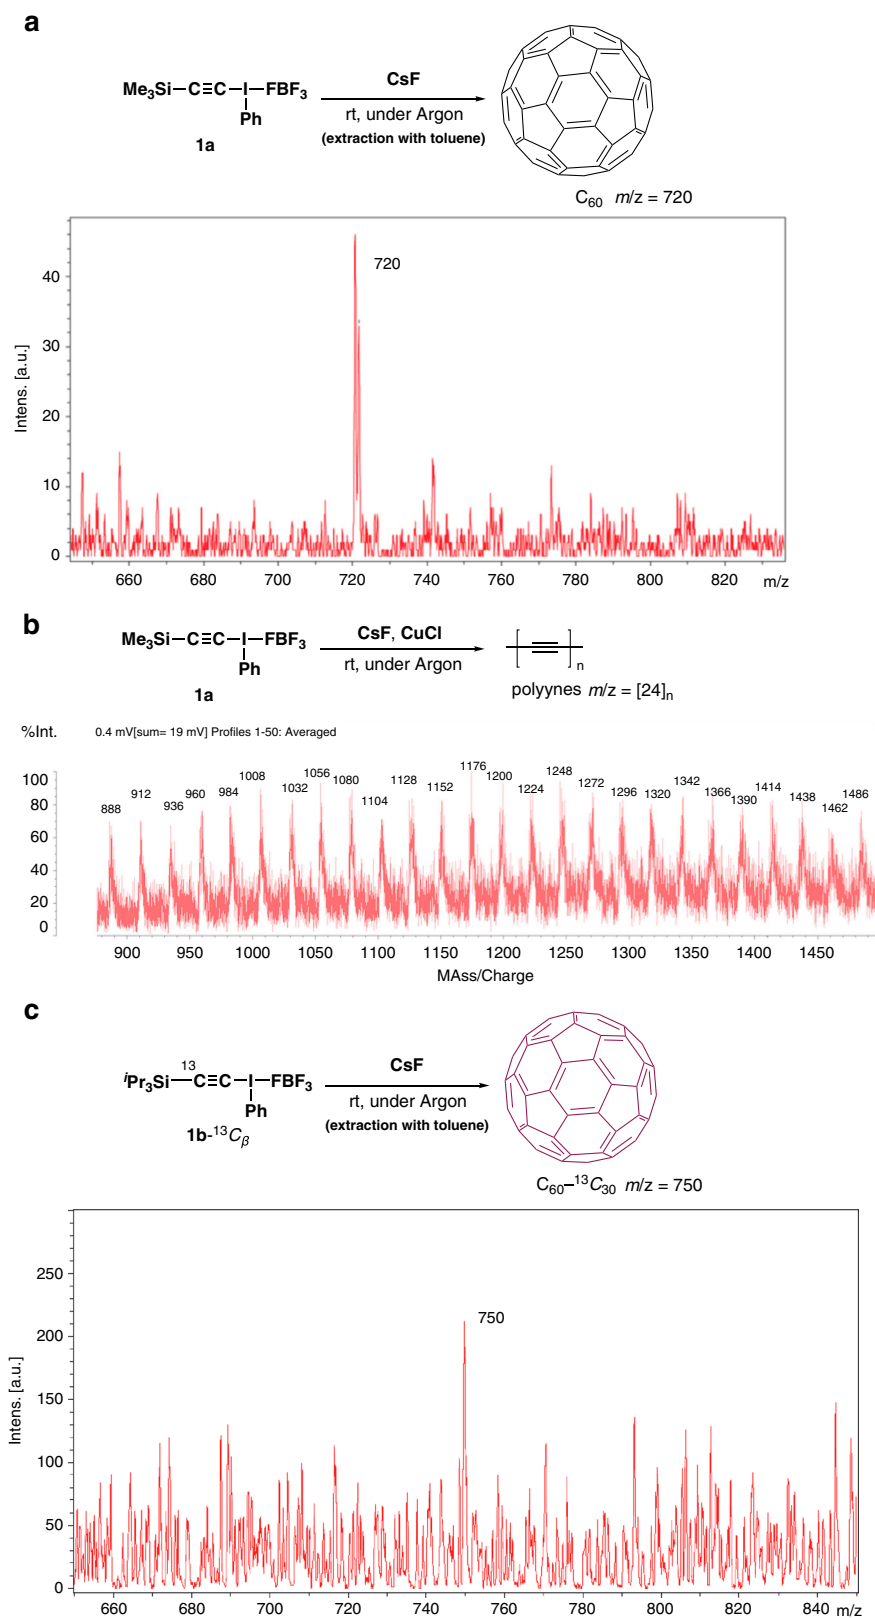 a
Me₃Si–C≡C–I–FBF₃
Ph
1a
CsF
rt, under Argon
(extraction with toluene)
C₆₀ m/z = 720
Intens. [a.u.]
40
30
20
10
0
720
660 680 700 720 740 760 780 800 820 m/z
b
Me₃Si–C≡C–I–FBF₃
Ph
1a
CsF, CuCl
rt, under Argon
n
polyynes m/z = [24]ₙ
%Int.
0.4 mV[sum= 19 mV] Profiles 1-50: Averaged
100
80
60
40
20
0
888 912 936 960 984 1008 1032 1056 1080 1104 1128 1152 1176 1200 1224 1248 1272 1296 1320 1342 1366 1390 1414 1438 1462 1486
900 950 1000 1050 1100 1150 1200 1250 1300 1350 1400 1450
MAss/Charge
c
13
ⁱPr₃Si–C≡C–I–FBF₃
Ph
1b-¹³Cᵦ
CsF
rt, under Argon
(extraction with toluene)
C₆₀–¹³C₃₀ m/z = 750
Intens. [a.u.]
250
200
150
100
50
0
750
660 680 700 720 740 760 780 800 820 840 m/z